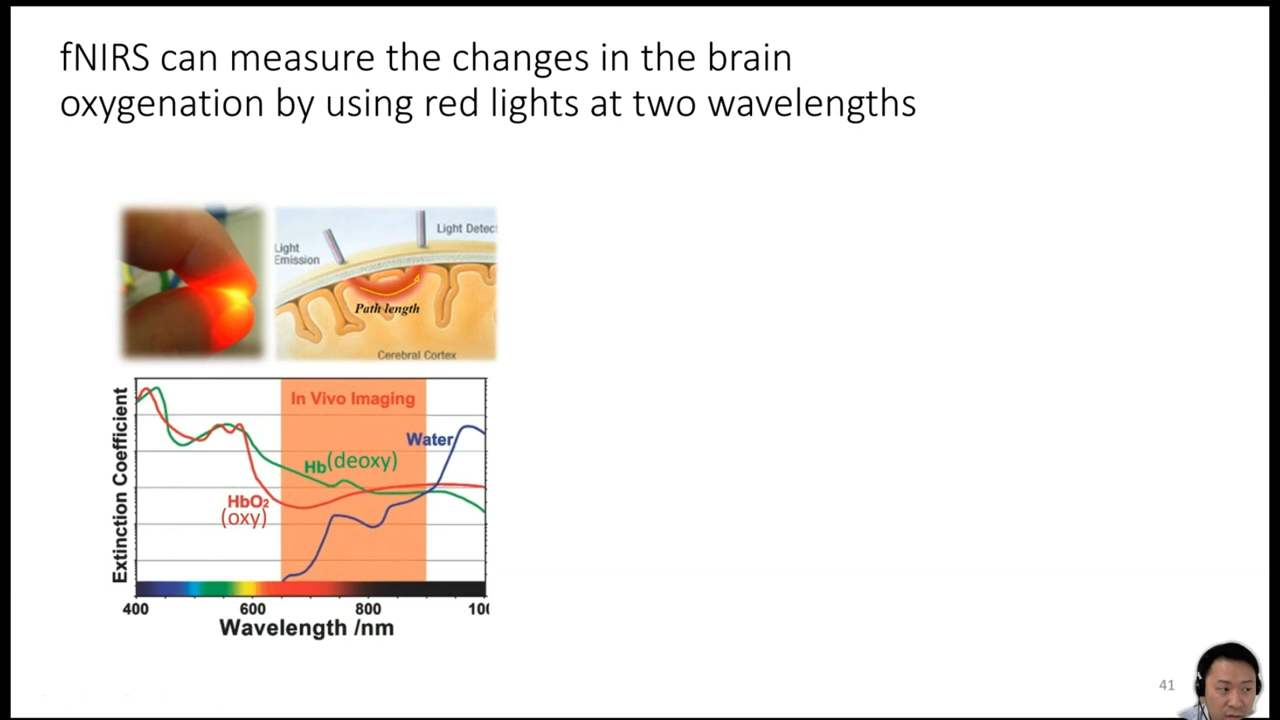 fNIRS can measure the changes in the brain
oxygenation by using red lights at two wavelengths
Light
Emission
Light Detec
Path length
Cerebral Cortex
Extinction Coefficient
In Vivo Imaging
Water
Hb(deoxy)
HbO₂
(oxy)
400 600 800 100
Wavelength /nm
41